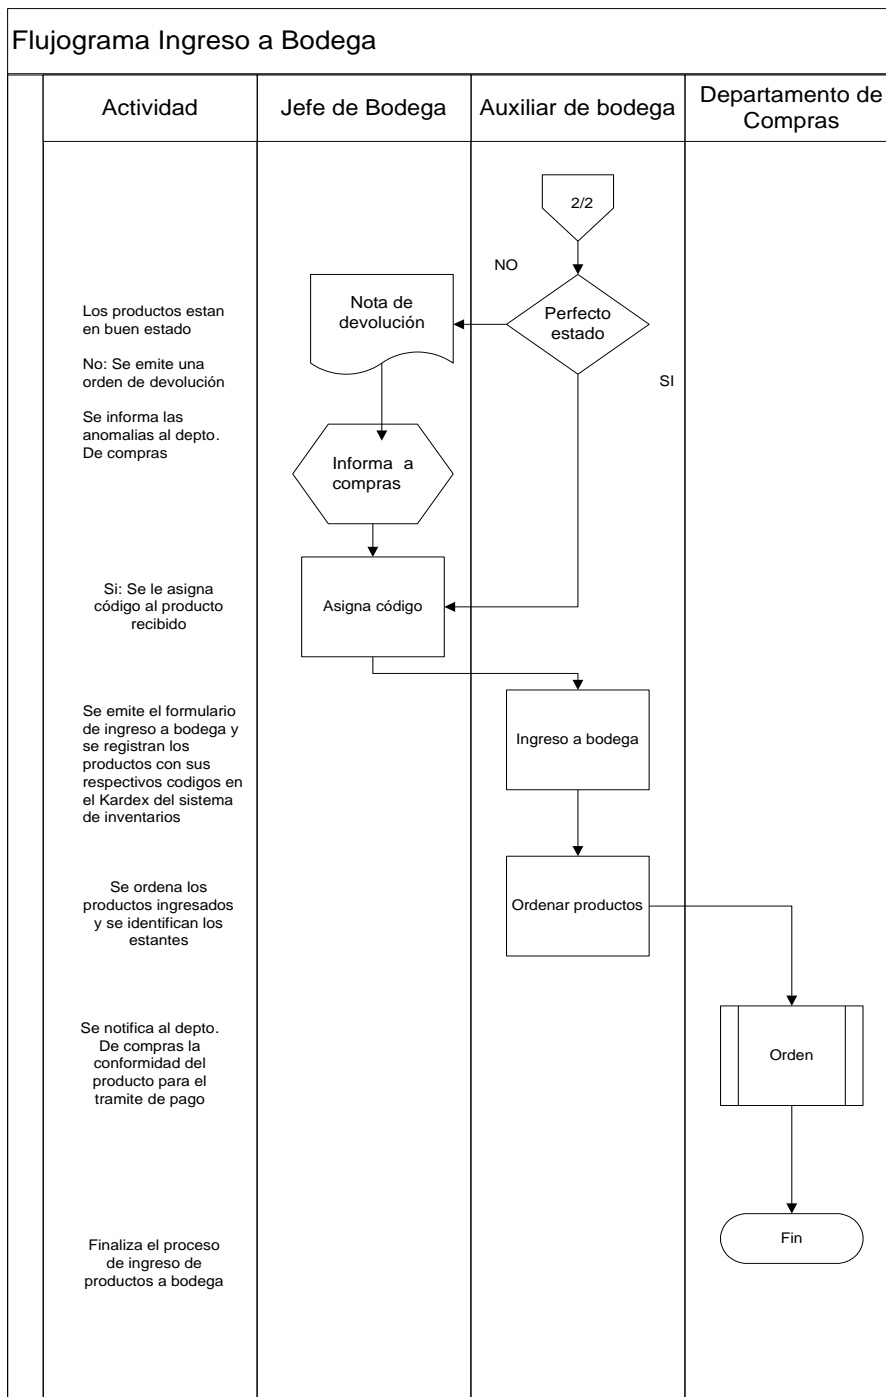 Flujograma Ingreso a Bodega
Actividad
Jefe de Bodega
Auxiliar de bodega
Departamento de
Compras
2/2
NO
Nota de
devolución
Perfecto
estado
Los productos estan
en buen estado
No: Se emite una
orden de devolución
Se informa las
anomalias al depto.
De compras
SI
Informa  a
compras
Si: Se le asigna
código al producto
recibido
Asigna código
Se emite el formulario
de ingreso a bodega y
se registran los
productos con sus
respectivos codigos en
el Kardex del sistema
de inventarios
Ingreso a bodega
Se ordena los
productos ingresados
y se identifican los
estantes
Ordenar productos
Se notifica al depto.
De compras la
conformidad del
producto para el
tramite de pago
Orden
Finaliza el proceso
de ingreso de
productos a bodega
Fin